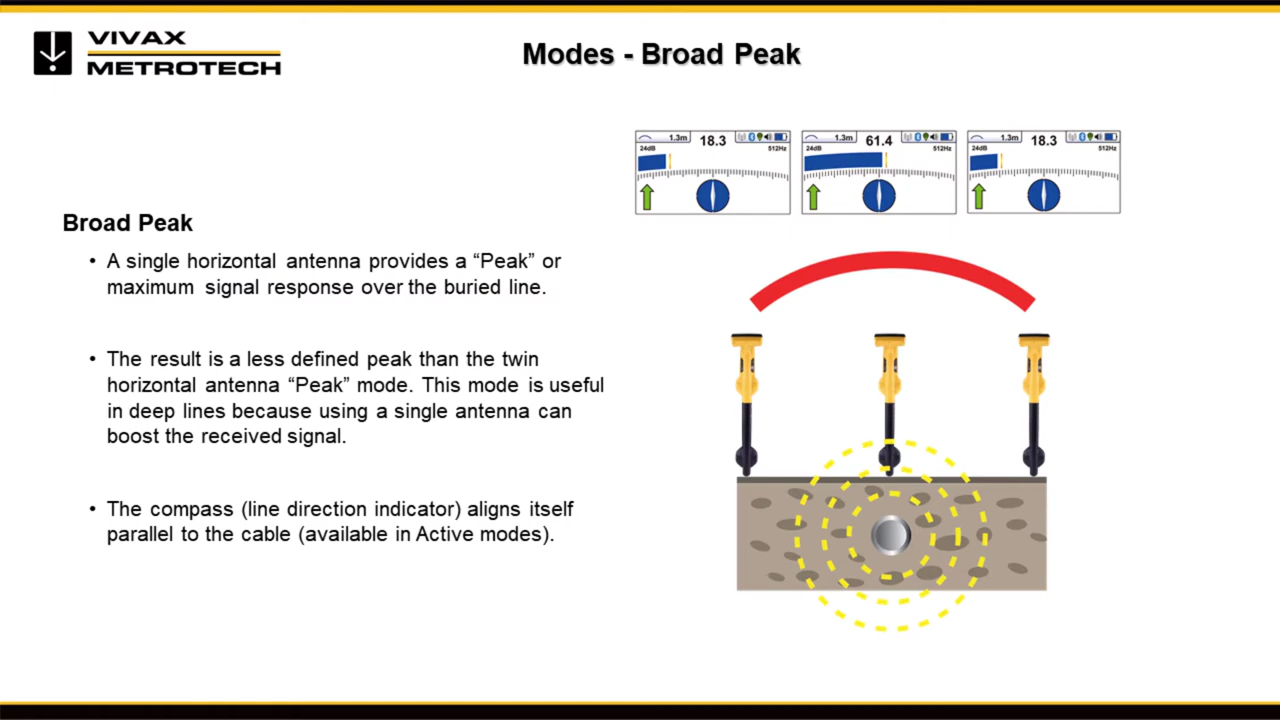 VIVAX
METROTECH
Modes - Broad Peak
1.3m 18.3
24dB 512Hz
1.3m 61.4
24dB 512Hz
1.3m 18.3
24dB 512Hz
Broad Peak
• A single horizontal antenna provides a “Peak” or
maximum signal response over the buried line.
• The result is a less defined peak than the twin
horizontal antenna “Peak” mode. This mode is useful
in deep lines because using a single antenna can
boost the received signal.
• The compass (line direction indicator) aligns itself
parallel to the cable (available in Active modes).